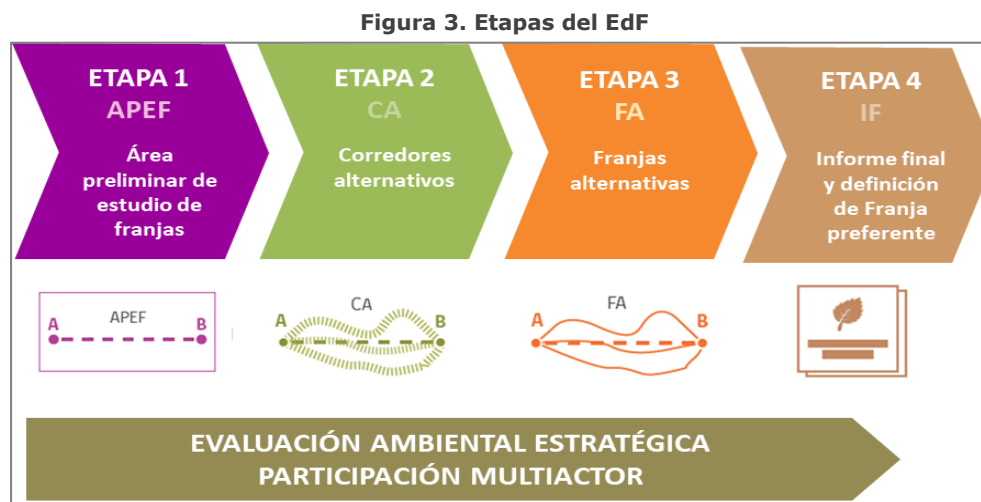 Figura 3. Etapas del EdF
ETAPA 1
APEF
Área
preliminar de
estudio de
franjas
ETAPA 2
CA
Corredores
alternativos
ETAPA 3
FA
Franjas
alternativas
ETAPA 4
IF
Informe final
y definición
de Franja
preferente
APEF
A
B
CA
A
B
FA
A
B
EVALUACIÓN AMBIENTAL ESTRATÉGICA
PARTICIPACIÓN MULTIACTOR